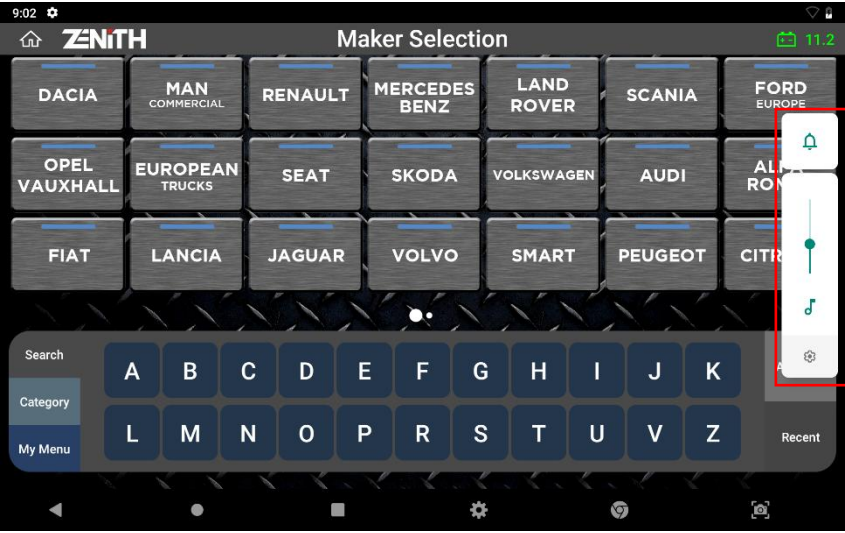 9:02
ZENITH
Maker Selection
11.2
DACIA
MAN
COMMERCIAL
RENAULT
MERCEDES
BENZ
LAND
ROVER
SCANIA
FORD
EUROPE
OPEL
VAUXHALL
EUROPEAN
TRUCKS
SEAT
SKODA
VOLKSWAGEN
AUDI
FIAT
LANCIA
JAGUAR
VOLVO
SMART
PEUGEOT
Search
Category
My Menu
A B C D E F G H I J K
L M N O P R S T U V Z
Recent